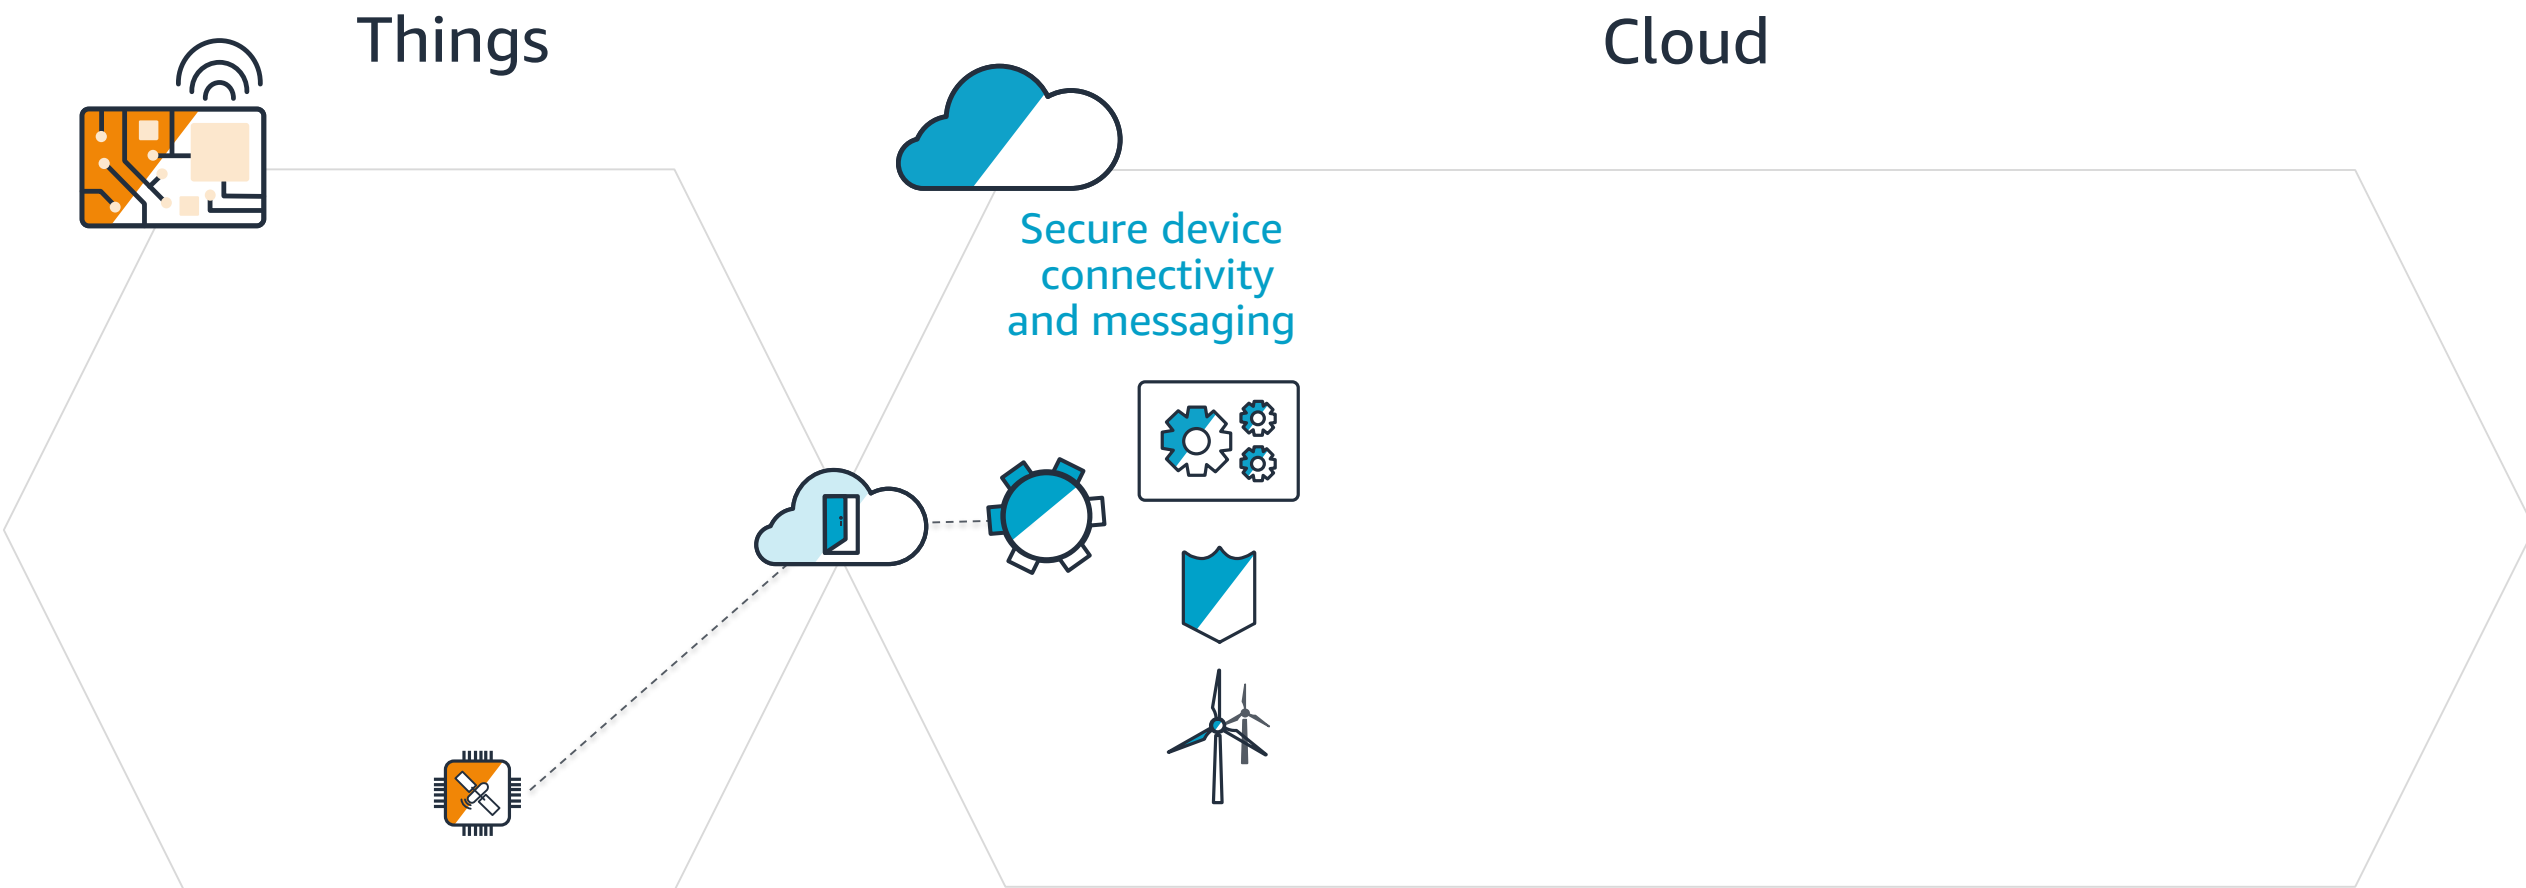 Things
Cloud
Secure device
connectivity
and messaging